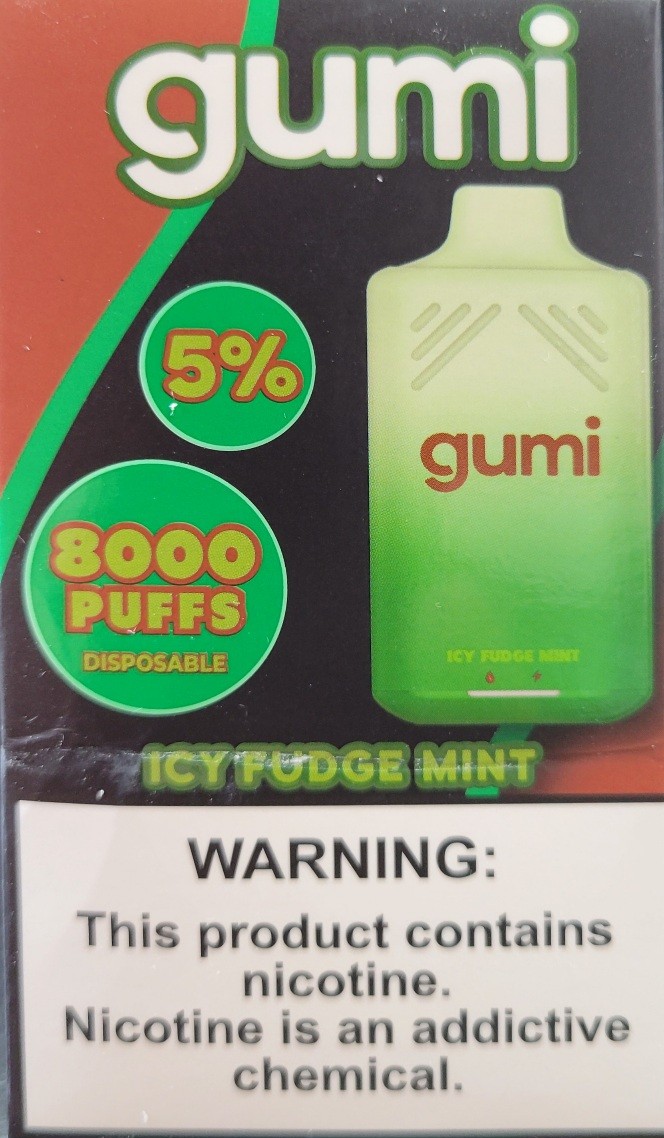 gumi
5%
8000
PUFFS
DISPOSABLE
gumi
ICY FUDGE MINT
ICY FUDGE MINT
WARNING:
This product contains
nicotine.
Nicotine is an addictive
chemical.